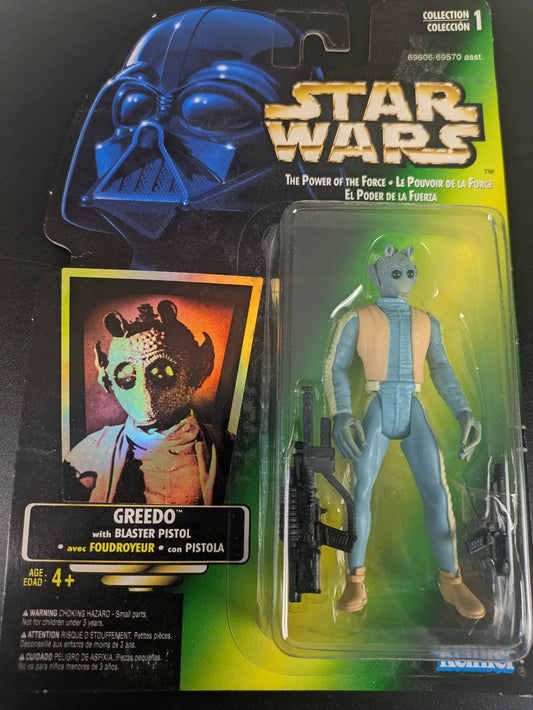 COLLECTION 1
COLECCIÓN
69606/69570 asst.
STAR
WARS
™
THE POWER OF THE FORCE • LE POUVOIR DE LA FORCE
EL PODER DE LA FUERZA
GREEDO™
with BLASTER PISTOL
• avec FOUDROYEUR • con PISTOLA
AGE
EDAD: 4+
WARNING CHOKING HAZARD - Small parts.
Not for children under 3 years.
ATTENTION RISQUE D'ÉTOUFFEMENT: Petites pièces.
Déconseillé aux enfants de moins de 3 ans.
CUIDADO PELIGRO DE ASFIXIA, Piezas pequeñas.
No es para niños menores de 3 años.
Kenner
®